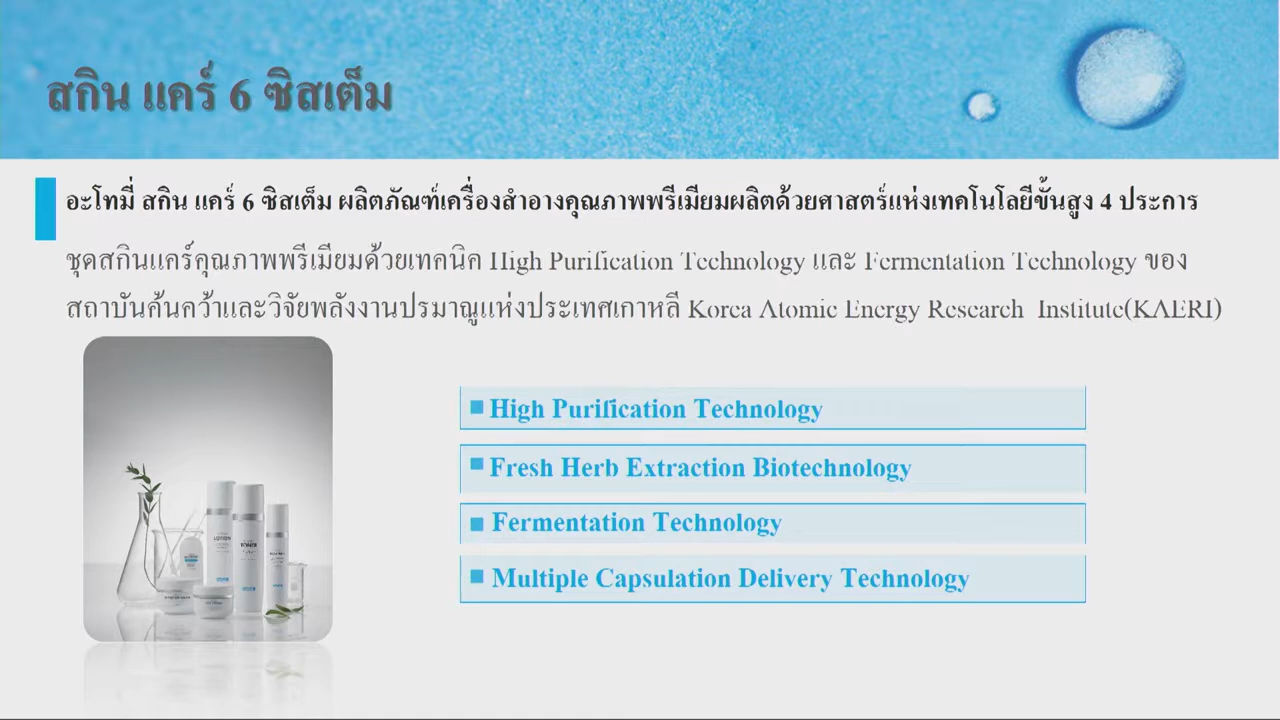 สกิน แคร์ 6 ซิสเต็ม
อะโทมี่ สกิน แคร์ 6 ซิสเต็ม ผลิตภัณฑ์เครื่องสำอางคุณภาพพรีเมียมผลิตด้วยศาสตร์แห่งเทคโนโลยีขั้นสูง 4 ประการ
ชุดสกินแคร์คุณภาพพรีเมียมด้วยเทคนิค High Purification Technology และ Fermentation Technology ของ
สถาบันค้นคว้าและวิจัยพลังงานปรมาณูแห่งประเทศเกาหลี Korea Atomic Energy Research Institute(KAERI)
High Purification Technology
Fresh Herb Extraction Biotechnology
Fermentation Technology
Multiple Capsulation Delivery Technology
LOTION
TONER